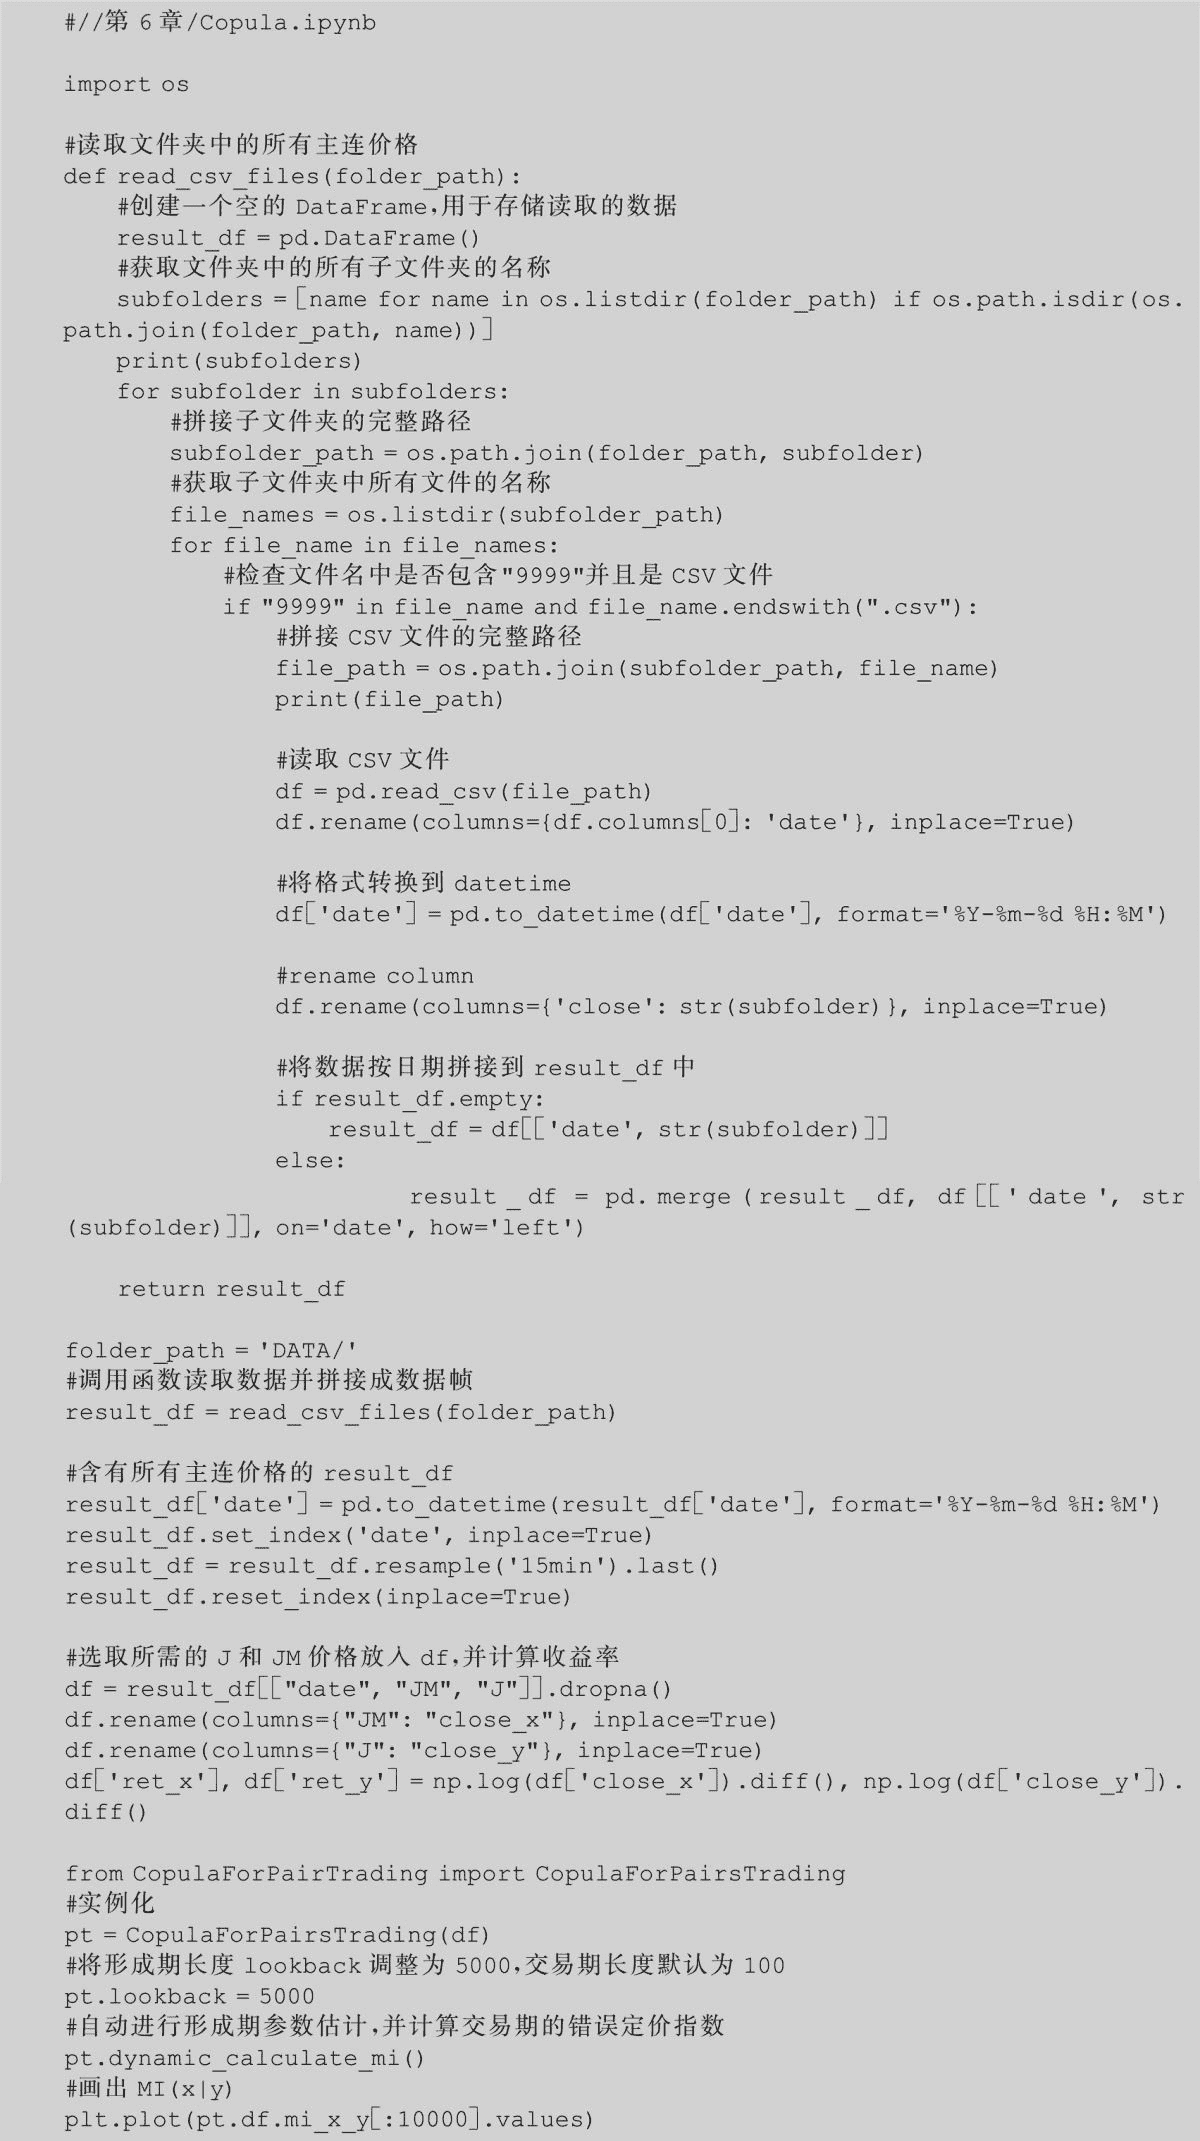 #//第 6 章/Copula.ipynb
import os
#读取文件夹中的所有主连价格
def read_csv_files(folder_path):
    #创建一个空的 DataFrame,用于存储读取的数据
    result_df = pd.DataFrame()
    #获取文件夹中的所有子文件夹的名称
    subfolders = [name for name in os.listdir(folder_path) if os.path.isdir(os.
path.join(folder_path, name))]
    print(subfolders)
    for subfolder in subfolders:
        #拼接子文件夹的完整路径
        subfolder_path = os.path.join(folder_path, subfolder)
        #获取子文件夹中所有文件的名称
        file_names = os.listdir(subfolder_path)
        for file_name in file_names:
            #检查文件名中是否包含"9999"并且是 CSV 文件
            if "9999" in file_name and file_name.endswith(".csv"):
                #拼接 CSV 文件的完整路径
                file_path = os.path.join(subfolder_path, file_name)
                print(file_path)
                #读取 CSV 文件
                df = pd.read_csv(file_path)
                df.rename(columns={df.columns[0]: 'date'}, inplace=True)
                #将格式转换到 datetime
                df['date'] = pd.to_datetime(df['date'], format='%Y-%m-%d %H:%M')
                #rename column
                df.rename(columns={'close': str(subfolder)}, inplace=True)
                #将数据按日期拼接到 result_df 中
                if result_df.empty:
                    result_df = df[['date', str(subfolder)]]
                else:
                    result _ df = pd. merge (result _ df, df [[ ' date ', str
(subfolder)]], on='date', how='left')
    return result_df
folder_path = 'DATA/'
#调用函数读取数据并拼接成数据帧
result_df = read_csv_files(folder_path)
#含有所有主连价格的 result_df
result_df['date'] = pd.to_datetime(result_df['date'], format='%Y-%m-%d %H:%M')
result_df.set_index('date', inplace=True)
result_df = result_df.resample('15min').last()
result_df.reset_index(inplace=True)
#选取所需的 J 和 JM 价格放入 df,并计算收益率
df = result_df[["date", "JM", "J"]].dropna()
df.rename(columns={"JM": "close_x"}, inplace=True)
df.rename(columns={"J": "close_y"}, inplace=True)
df['ret_x'], df['ret_y'] = np.log(df['close_x']).diff(), np.log(df['close_y']).
diff()
from CopulaForPairTrading import CopulaForPairsTrading
#实例化
pt = CopulaForPairsTrading(df)
#将形成期长度 lookback 调整为 5000,交易期长度默认为 100
pt.lookback = 5000
#自动进行形成期参数估计,并计算交易期的错误定价指数
pt.dynamic_calculate_mi()
#画出 MI(x|y)
plt.plot(pt.df.mi_x_y[:10000].values)